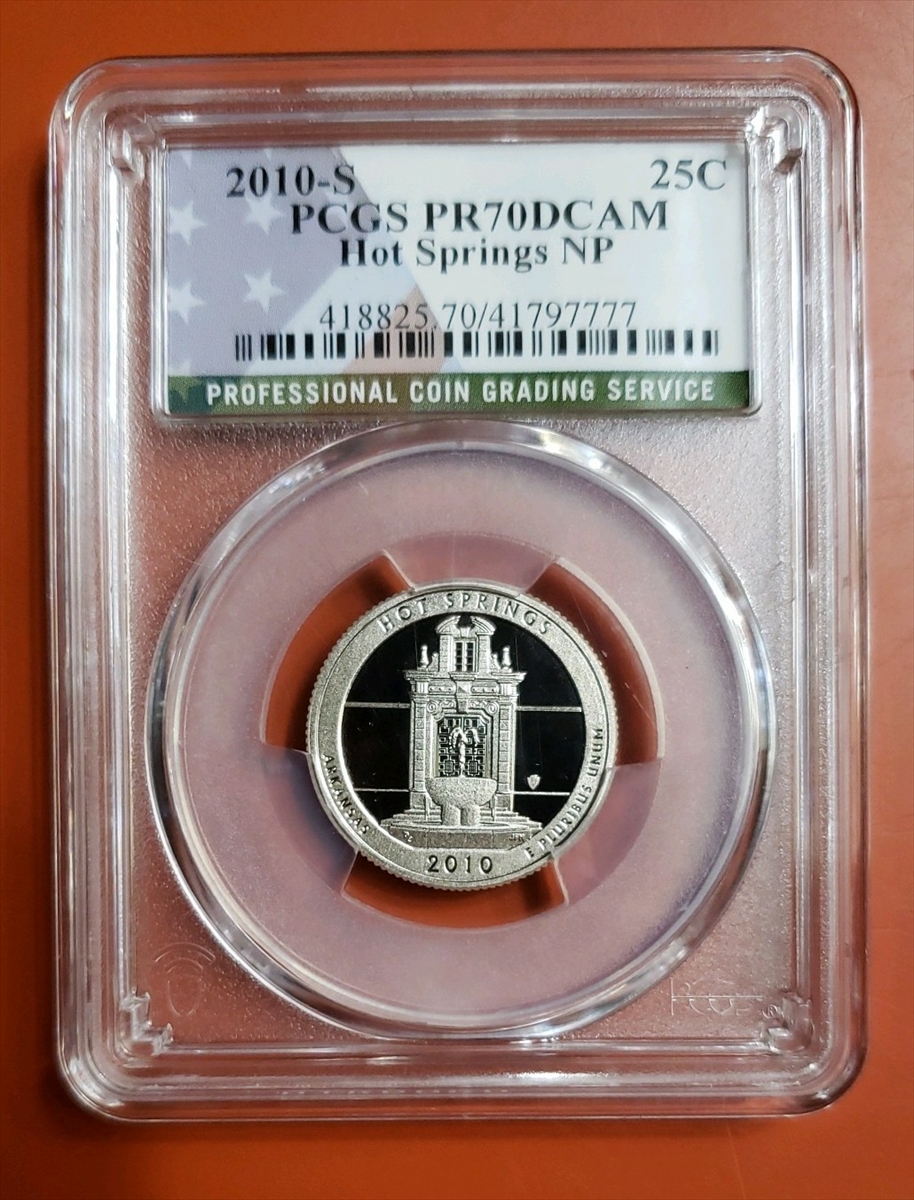 2010-S 25C
PCGS PR70DCAM
Hot Springs NP
418825.70/41797777
PROFESSIONAL COIN GRADING SERVICE
HOT SPRINGS
ARKANSAS
E PLURIBUS UNUM
2010
PCGS